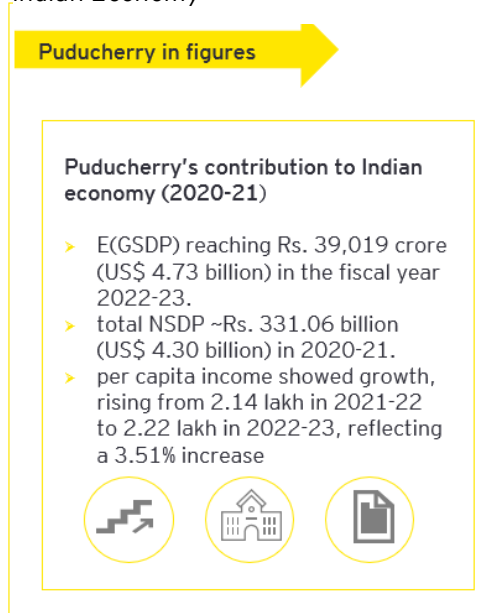 Indian Economy
Puducherry in figures
Puducherry's contribution to Indian
economy (2020-21)
➢ E(GSDP) reaching Rs. 39,019 crore
(US$ 4.73 billion) in the fiscal year
2022-23.
➢ total NSDP ~Rs. 331.06 billion
(US$ 4.30 billion) in 2020-21.
➢ per capita income showed growth,
rising from 2.14 lakh in 2021-22
to 2.22 lakh in 2022-23, reflecting
a 3.51% increase